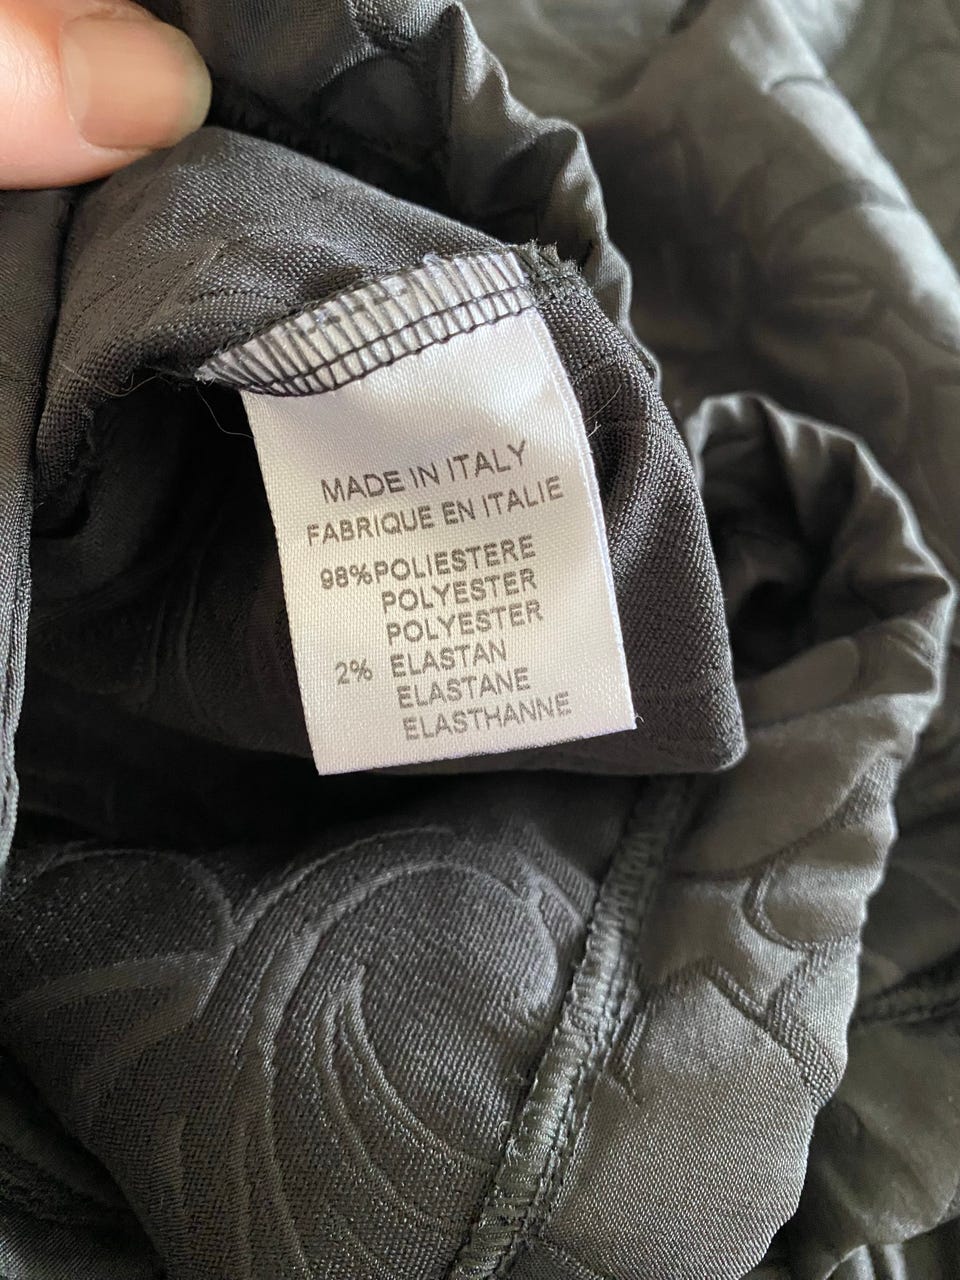 MADE IN ITALY
FABRIQUE EN ITALIE
98%POLIESTERE
POLYESTER
POLYESTER
2% ELASTAN
ELASTANE
ELASTHANNE